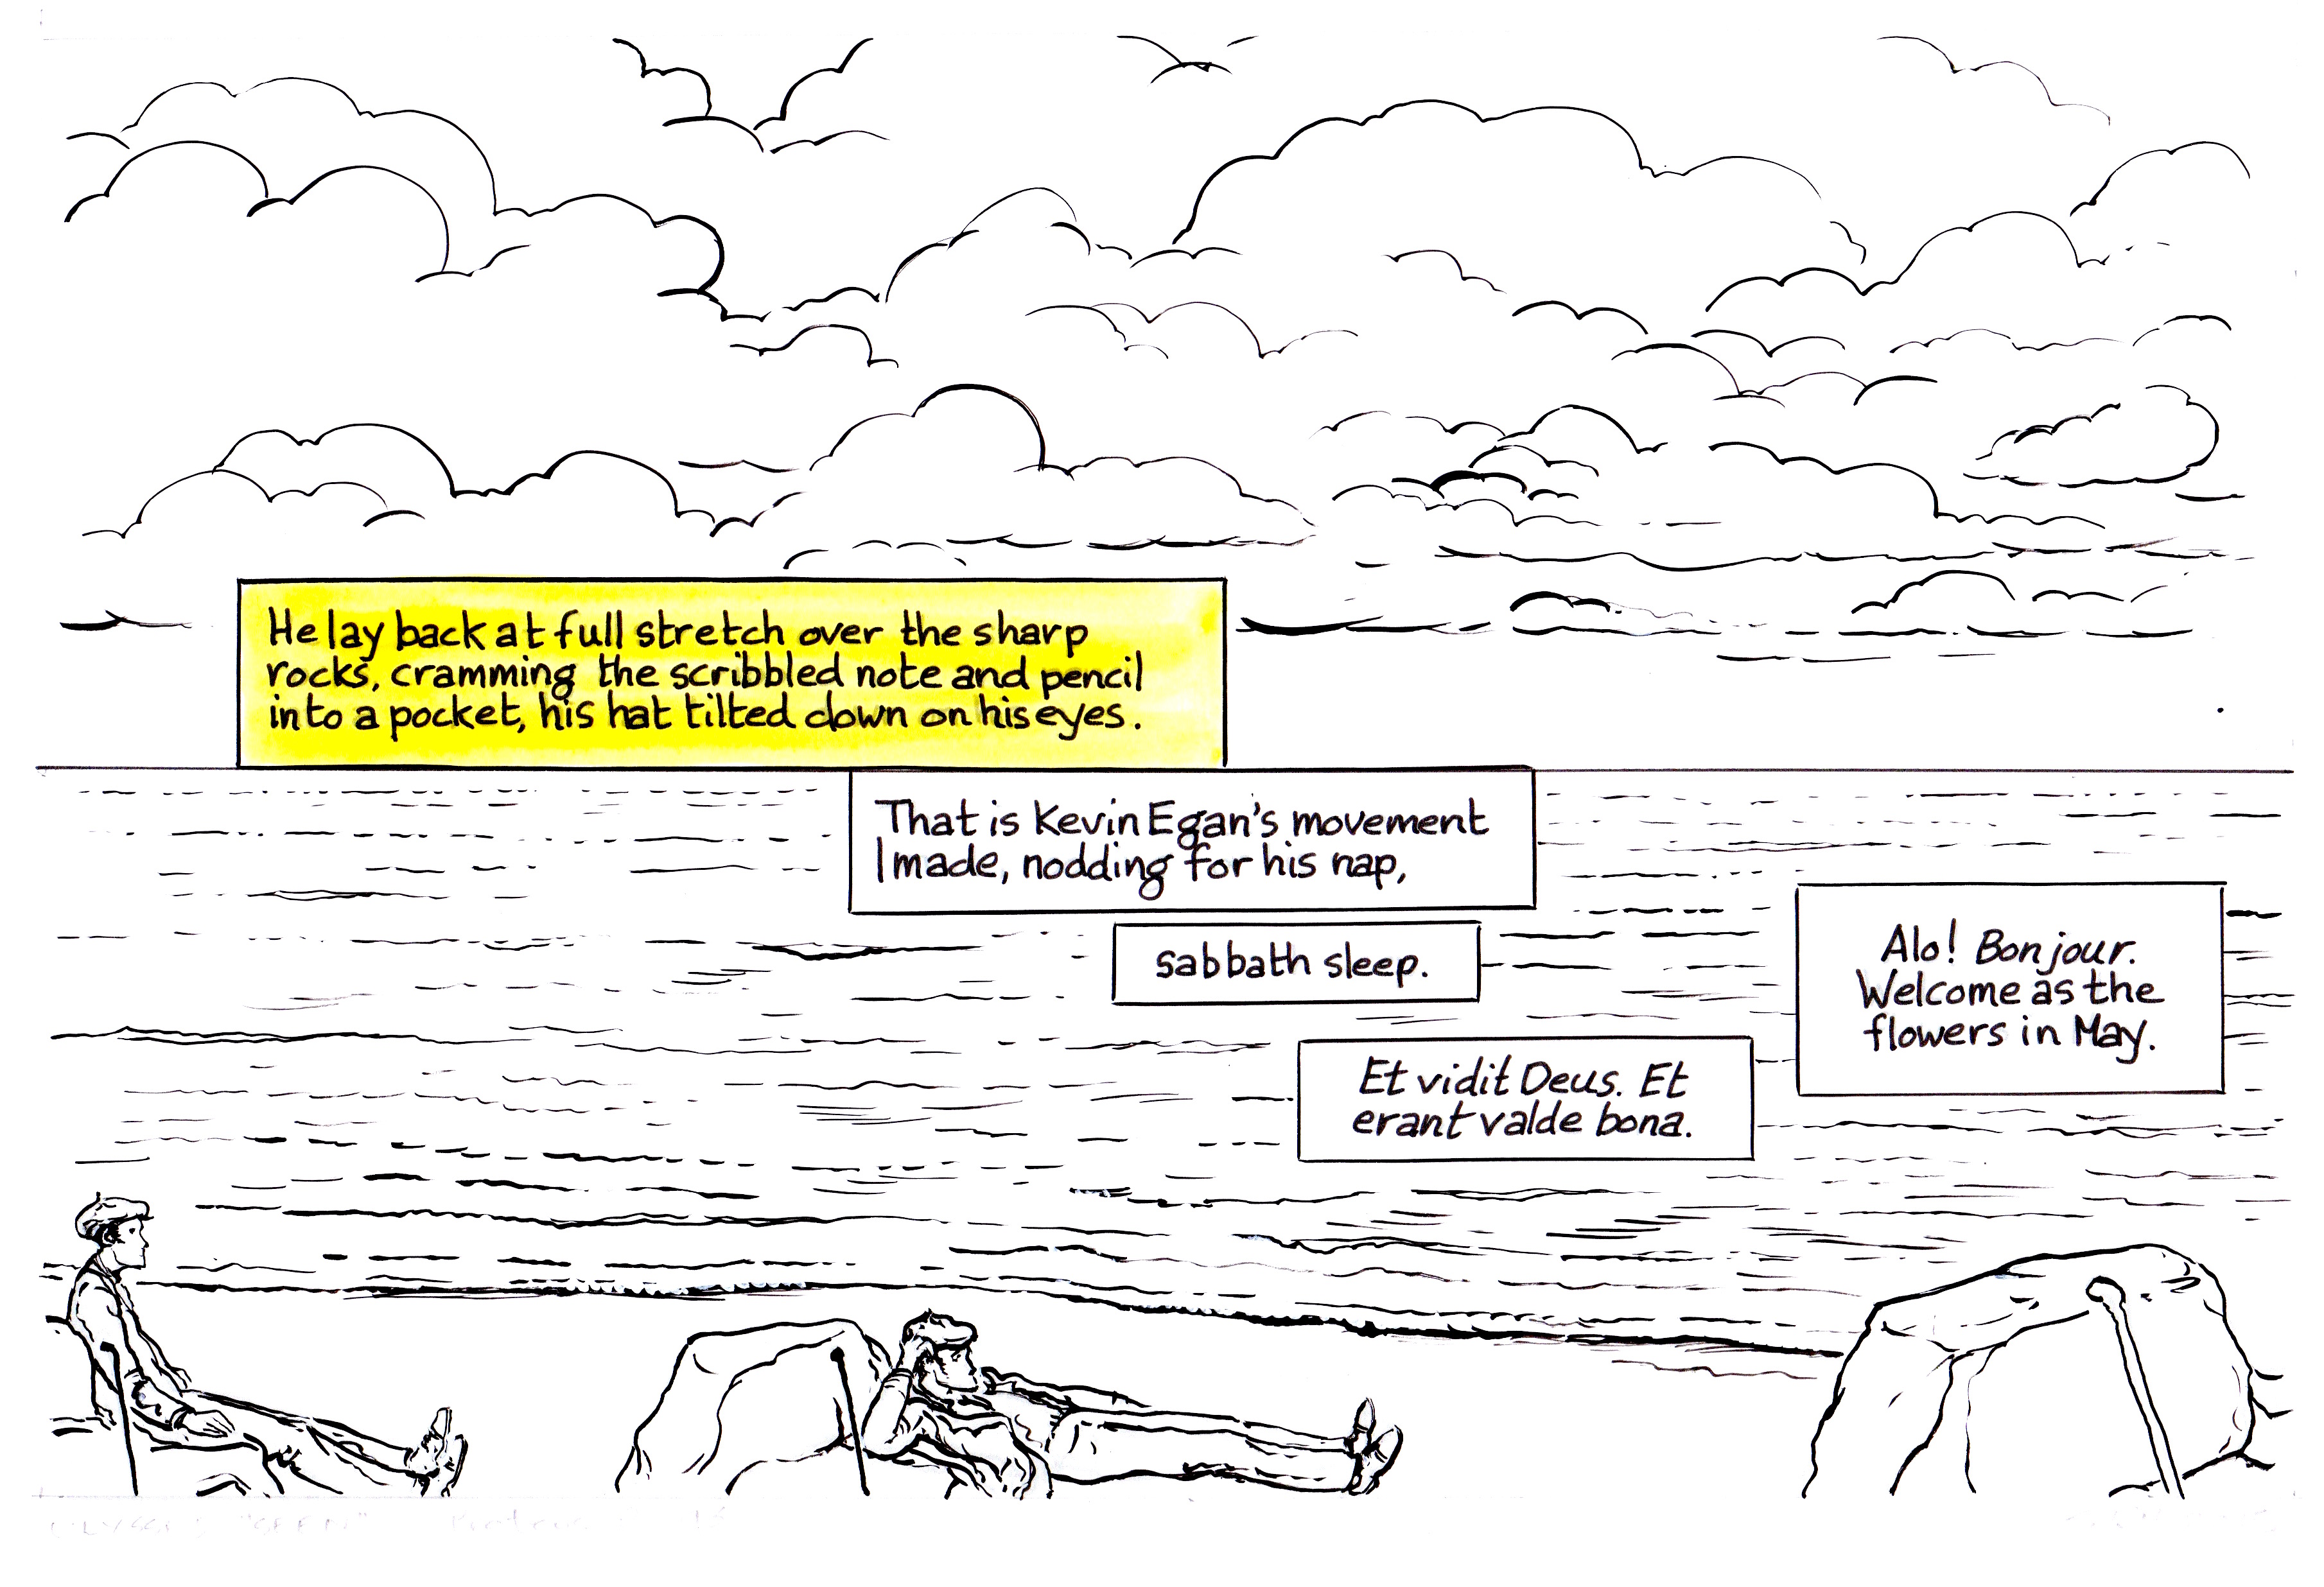 He lay back at full stretch over the sharp
rocks, cramming the scribbled note and pencil
into a pocket, his hat tilted down on his eyes.
That is Kevin Egan's movement
I made, nodding for his nap,
sabbath sleep.
Et vidit Deus. Et
erant valde bona.
Alo! Bonjour.
Welcome as the
flowers in May.